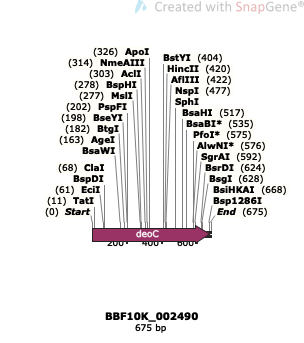 Created with SnapGene®
(326) ApoI
(314) NmeAIII
(303) AclI
(278) BspHI
(277) MslI
(202) PspFI
(198) BseYI
(182) BtgI
(163) AgeI
BsaWI
(68) ClaI
BspDI
(61) EciI
(11) TatI
(0) Start
BstYI (404)
HincII (420)
AflIII (422)
NspI (477)
SphI
BsaHI (517)
BsaBI* (535)
PfoI* (575)
AlwNI* (576)
SgrAI (592)
BsrDI (624)
BsgI (628)
BsiHKAI (668)
Bsp1286I
End (675)
deoC
200
400
600
BBF10K_002490
675 bp